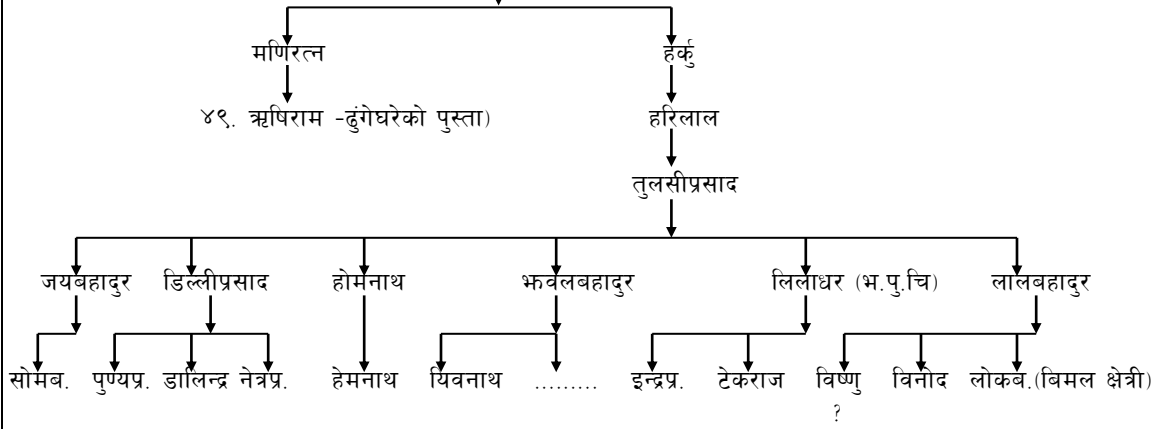 मणिरत्न हर्कु
४९. ऋषिराम -ढुंगेघरेको पुस्ता) हरिलाल
तुलसीप्रसाद
जयबहादुर डिल्लीप्रसाद होमनाथ झवलबहादुर लिलाधर (भ.पु.चि) लालबहादुर
सोमब. पुण्यप्र. डालिन्द्र नेत्रप्र. हेमनाथ यिवनाथ ......... इन्द्रप्र. टेकराज विष्णु विनोद लोकब.(बिमल क्षेत्री)
?